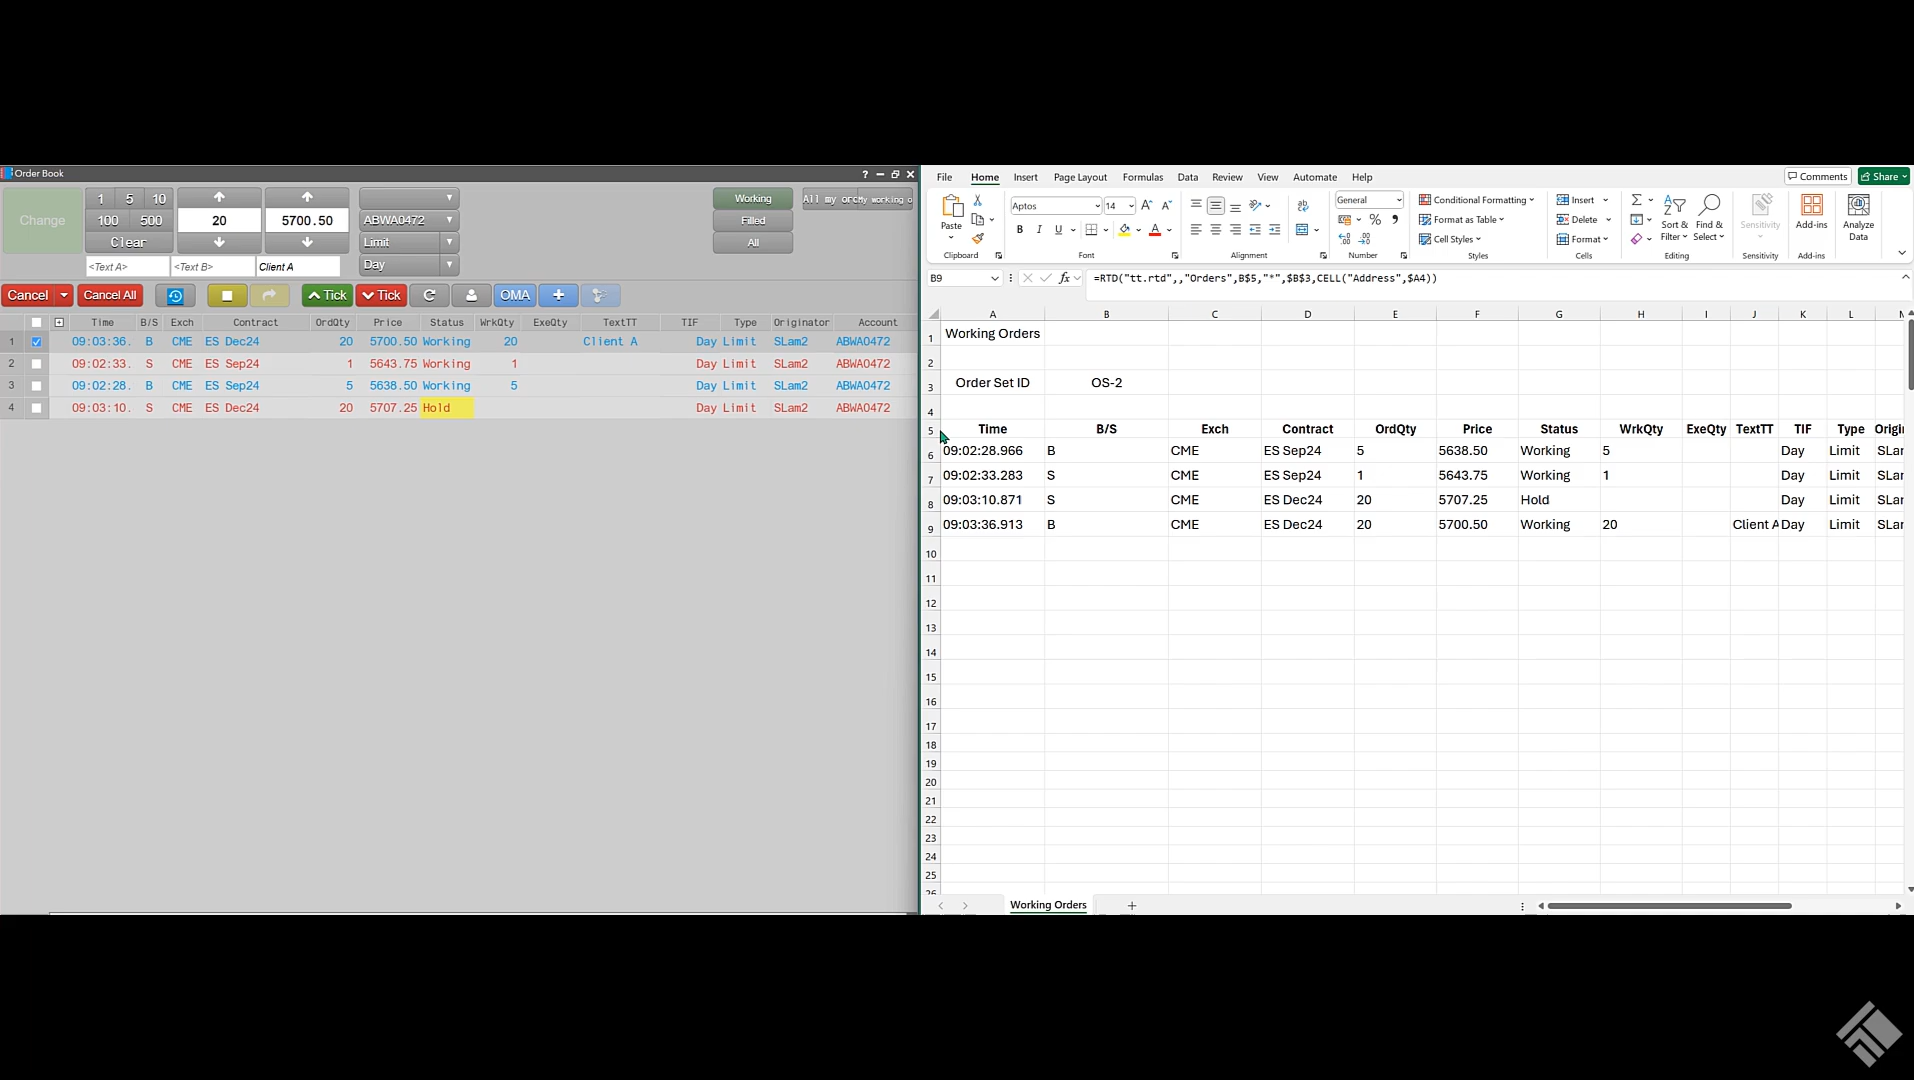 Order Book
? 
Change
1 5 10
100 500
Clear
20
5700.50
ABWA0472
Limit
Day
<Text A> <Text B> Client A
Working
Filled
All
All my orc My working o
Cancel Cancel All Tick Tick OMA
Time B/S Exch Contract OrdQty Price Status WrkQty ExeQty TextTT TIF Type Originator Account
1 09:03:36. B CME ES Dec24 20 5700.50 Working 20 Client A Day Limit SLam2 ABWA0472
2 09:02:33. S CME ES Sep24 1 5643.75 Working 1 Day Limit SLam2 ABWA0472
3 09:02:28. B CME ES Sep24 5 5638.50 Working 5 Day Limit SLam2 ABWA0472
4 09:03:10. S CME ES Dec24 20 5707.25 Hold Day Limit SLam2 ABWA0472
File Home Insert Page Layout Formulas Data Review View Automate Help
Comments Share
Paste
Aptos 14
B I U A
General
% 
Conditional Formatting
Format as Table
Cell Styles
Insert
Delete
Format
Sort &
Filter
Find &
Select
Sensitivity
Add-ins
Analyze
Data
Clipboard Font Alignment Number Styles Cells Editing Sensitivity Add-ins
B9 fx =RTD("tt.rtd",,"Orders",B$5,"*",$B$3,CELL("Address",$A4))
A B C D E F G H I J K L M
1 Working Orders
2
3 Order Set ID OS-2
4
5 Time B/S Exch Contract OrdQty Price Status WrkQty ExeQty TextTT TIF Type Origi
6 09:02:28.966 B CME ES Sep24 5 5638.50 Working 5 Day Limit SLa
7 09:02:33.283 S CME ES Sep24 1 5643.75 Working 1 Day Limit SLa
8 09:03:10.871 S CME ES Dec24 20 5707.25 Hold Day Limit SLa
9 09:03:36.913 B CME ES Dec24 20 5700.50 Working 20 Client A Day Limit SLa
10
11
12
13
14
15
16
17
18
19
20
21
22
23
24
25
26
Working Orders